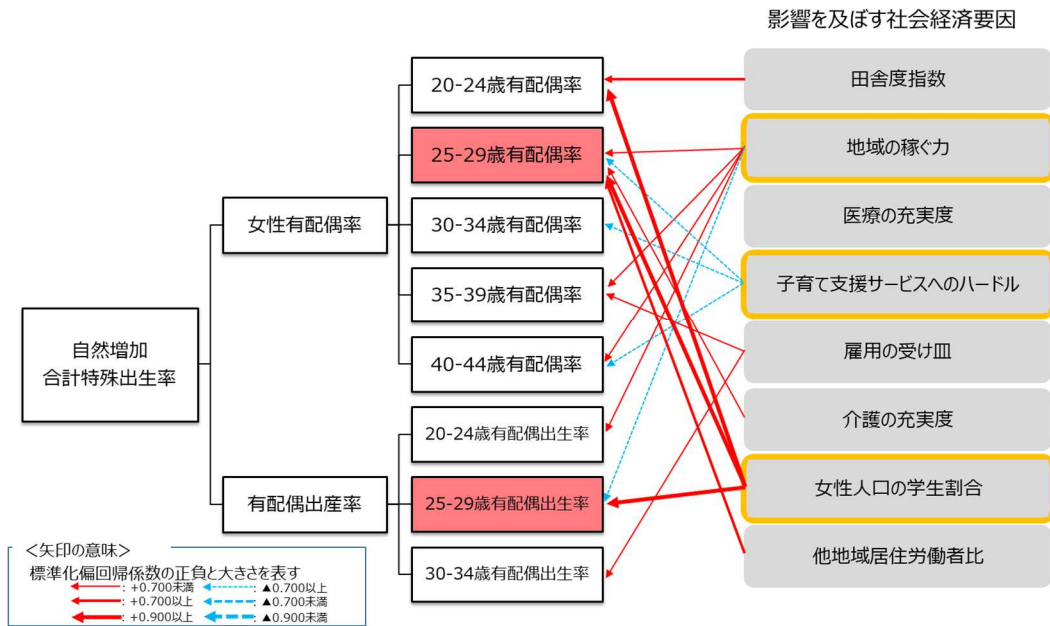 影響を及ぼす社会経済要因
自然増加
合計特殊出生率
女性有配偶率
有配偶出産率
20-24歳有配偶率
25-29歳有配偶率
30-34歳有配偶率
35-39歳有配偶率
40-44歳有配偶率
20-24歳有配偶出生率
25-29歳有配偶出生率
30-34歳有配偶出生率
田舎度指数
地域の稼ぐ力
医療の充実度
子育て支援サービスへのハードル
雇用の受け皿
介護の充実度
女性人口の学生割合
他地域居住労働者比
<矢印の意味>
標準化偏回帰係数の正負と大きさを表す
: +0.700未満 : ▲0.700以上
: +0.700以上 : ▲0.700未満
: +0.900以上 : ▲0.900未満